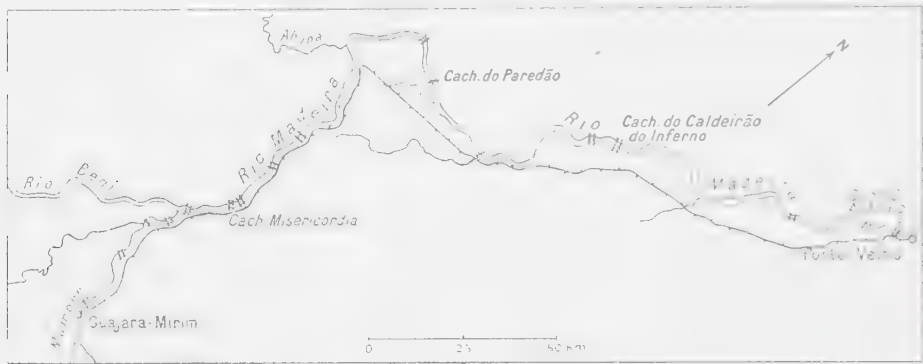 Abuna
Cach. do Paredão
N
Rio
Cach. do Caldeirão
do Inferno
Rio Madeira
Madeira
Rio Beni
Cach. Misericordia
Porto Velho
Guajara-Mirim
0 25 50 km